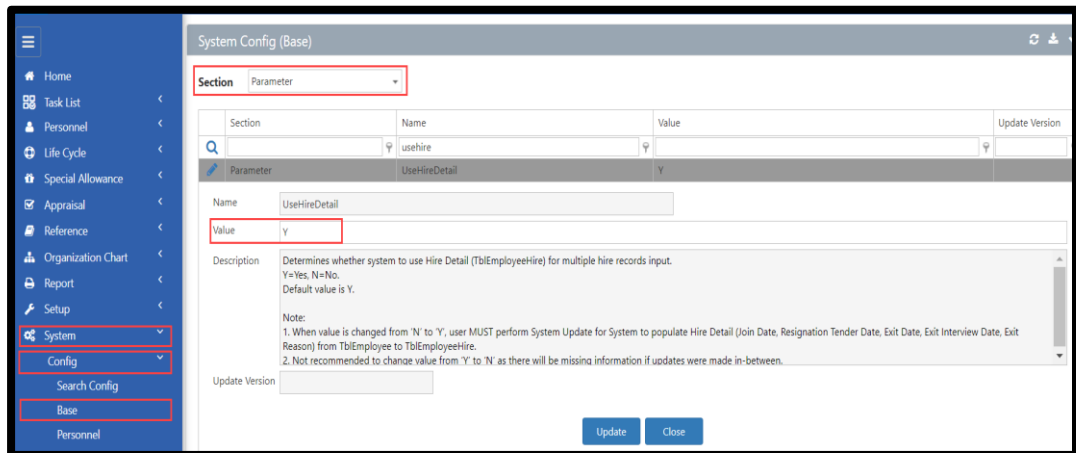 System Config (Base)
Home
Task List
Personnel
Life Cycle
Special Allowance
Appraisal
Reference
Organization Chart
Report
Setup
System
Config
Search Config
Base
Personnel
Section Parameter
Section Name Value Update Version
usehire
Parameter UseHireDetail Y
Name UseHireDetail
Value Y
Description Determines whether system to use Hire Detail (TblEmployeeHire) for multiple hire records input.
Y=Yes, N=No.
Default value is Y.
Note:
1. When value is changed from 'N' to 'Y', user MUST perform System Update for System to populate Hire Detail (Join Date, Resignation Tender Date, Exit Date, Exit Interview Date, Exit
Reason) from TblEmployee to TblEmployeeHire.
2. Not recommended to change value from 'Y' to 'N' as there will be missing information if updates were made in-between.
Update Version
Update Close